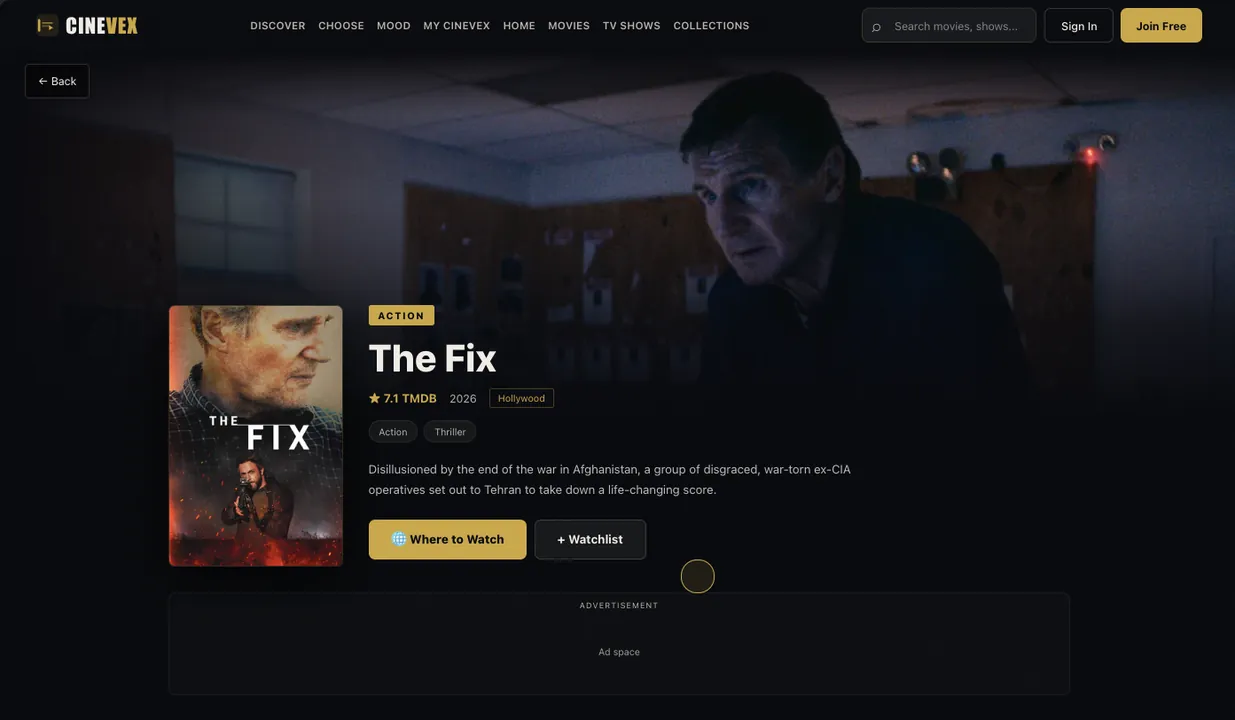 CINEVEX
DISCOVER CHOOSE MOOD MY CINEVEX HOME MOVIES TV SHOWS COLLECTIONS
Search movies, shows...
Sign In
Join Free
← Back
THE
FIX
ACTION
The Fix
★ 7.1 TMDB 2026 Hollywood
Action Thriller
Disillusioned by the end of the war in Afghanistan, a group of disgraced, war-torn ex-CIA
operatives set out to Tehran to take down a life-changing score.
🌐 Where to Watch
+ Watchlist
ADVERTISEMENT
Ad space